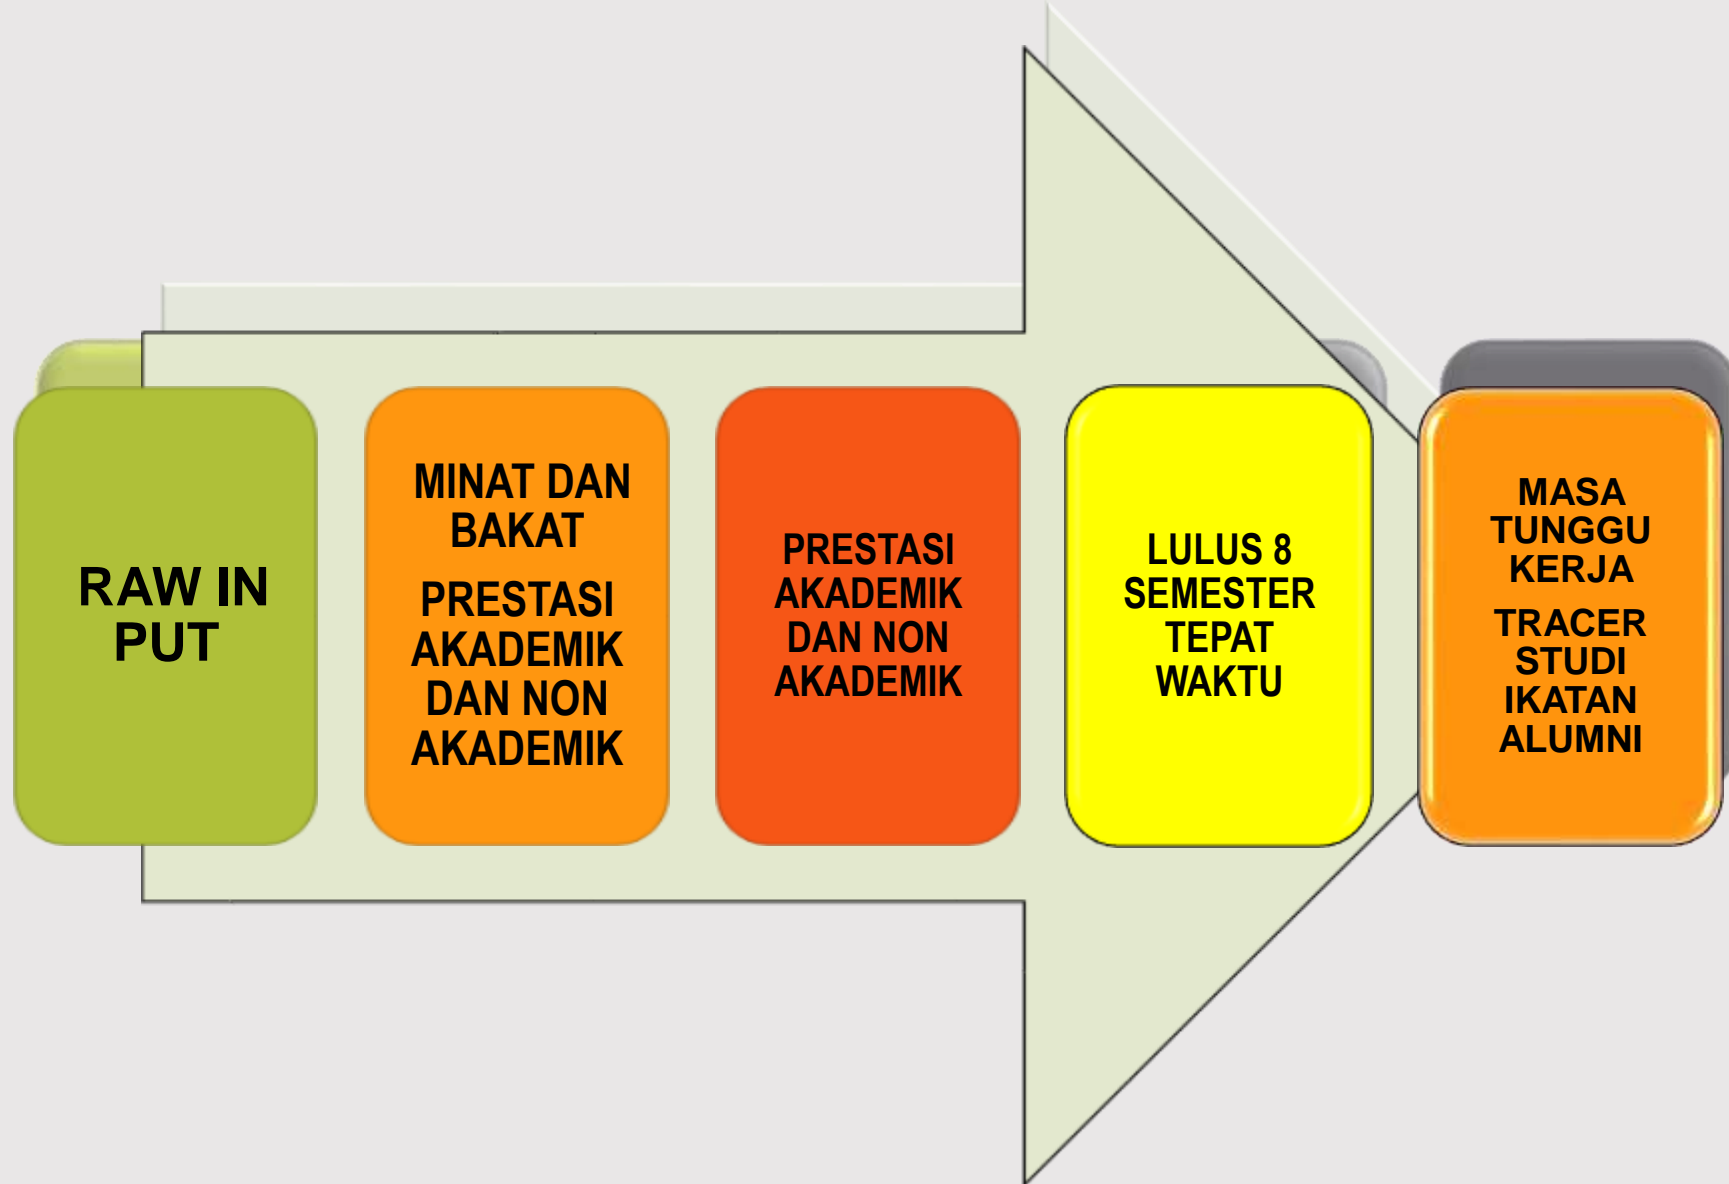 RAW IN
PUT
MINAT DAN
BAKAT
PRESTASI
AKADEMIK
DAN NON
AKADEMIK
PRESTASI
AKADEMIK
DAN NON
AKADEMIK
LULUS 8
SEMESTER
TEPAT
WAKTU
MASA
TUNGGU
KERJA
TRACER
STUDI
IKATAN
ALUMNI